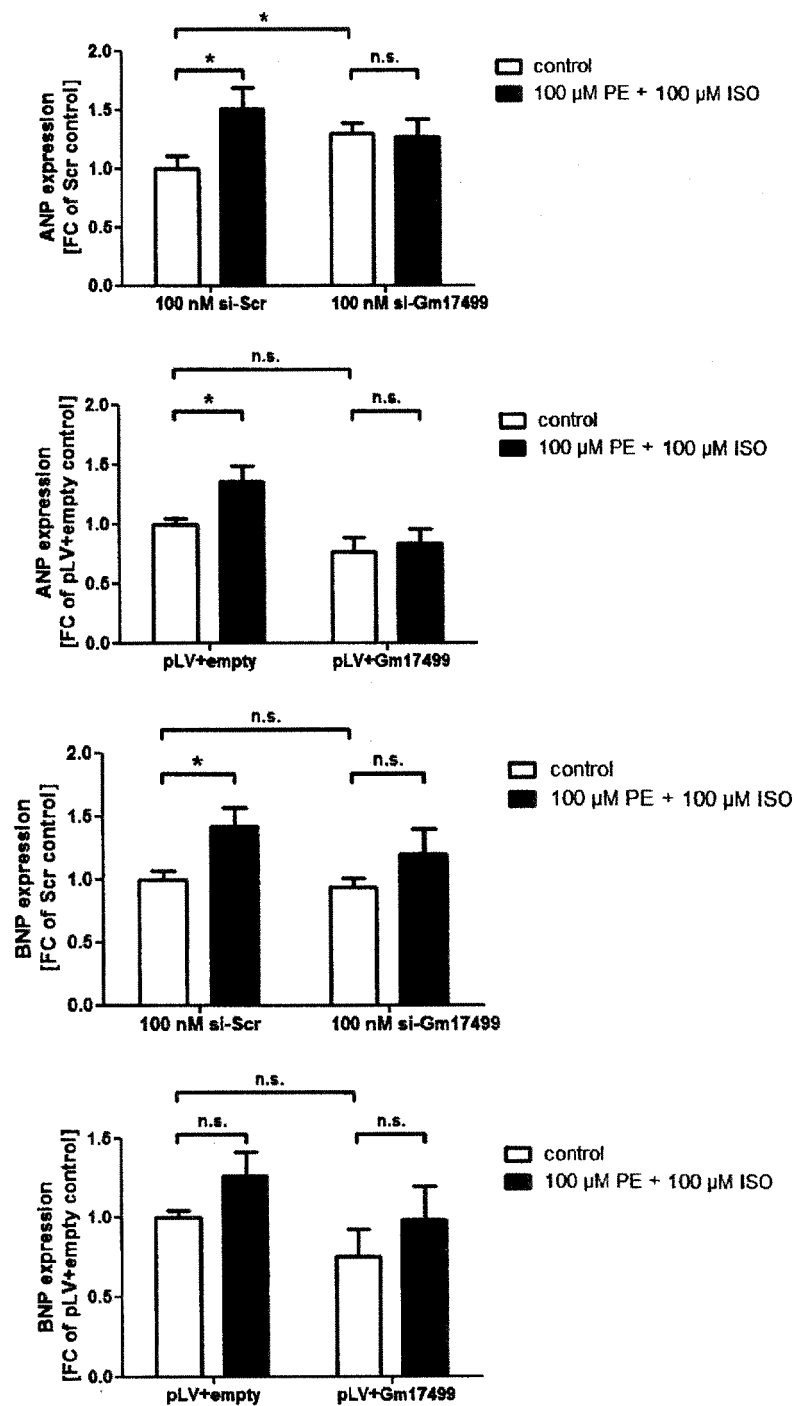 *
* n.s.
ANP expression
[FC of Scr control]
2.0
1.5
1.0
0.5
0.0
100 nM si-Scr 100 nM si-Gm17499
control
100 µM PE + 100 µM ISO
n.s.
* n.s.
ANP expression
[FC of pLV+empty control]
2.0
1.5
1.0
0.5
0.0
pLV+empty pLV+Gm17499
control
100 µM PE + 100 µM ISO
n.s.
* n.s.
BNP expression
[FC of Scr control]
2.0
1.5
1.0
0.5
0.0
100 nM si-Scr 100 nM si-Gm17499
control
100 µM PE + 100 µM ISO
n.s.
n.s. n.s.
BNP expression
[FC of pLV+empty control]
1.5
1.0
0.5
0.0
pLV+empty pLV+Gm17499
control
100 µM PE + 100 µM ISO